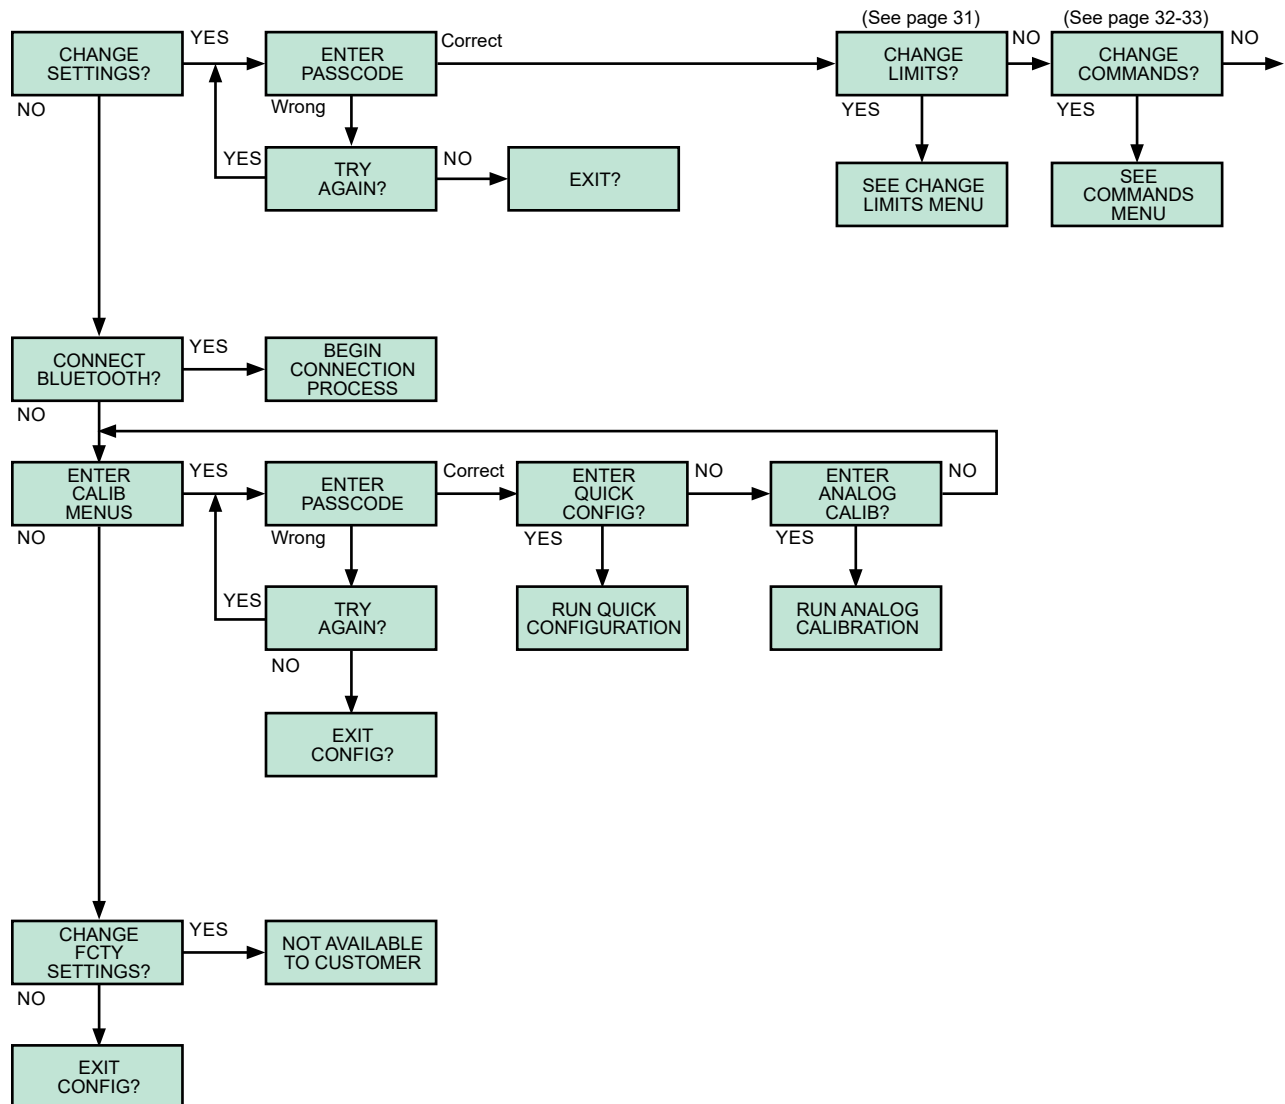 (See page 31)
(See page 32-33)
CHANGE
SETTINGS?
YES
ENTER
PASSCODE
Correct
CHANGE
LIMITS?
NO
CHANGE
COMMANDS?
NO
NO
Wrong
YES
YES
YES
TRY
AGAIN?
NO
EXIT?
SEE CHANGE
LIMITS MENU
SEE
COMMANDS
MENU
CONNECT
BLUETOOTH?
YES
BEGIN
CONNECTION
PROCESS
NO
ENTER
CALIB
MENUS
YES
ENTER
PASSCODE
Correct
ENTER
QUICK
CONFIG?
NO
ENTER
ANALOG
CALIB?
NO
NO
Wrong
YES
YES
YES
TRY
AGAIN?
RUN QUICK
CONFIGURATION
RUN ANALOG
CALIBRATION
NO
EXIT
CONFIG?
CHANGE
FCTY
SETTINGS?
YES
NOT AVAILABLE
TO CUSTOMER
NO
EXIT
CONFIG?